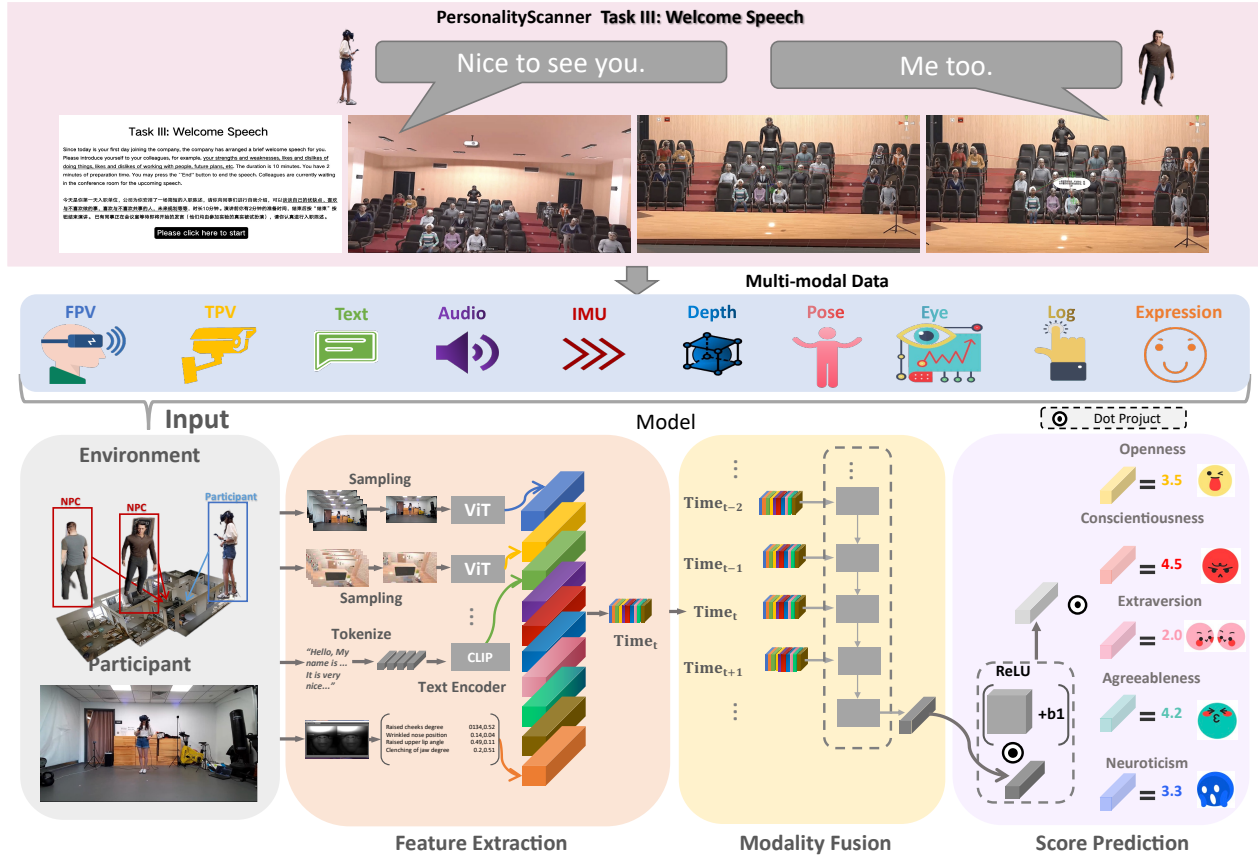 PersonalityScanner Task III: Welcome Speech
Nice to see you.
Me too.
Task III: Welcome Speech
Since today is your first day joining the company, the company has arranged a brief welcome speech for you.
Please introduce yourself to your colleagues, for example, your strengths and weaknesses, likes and dislikes of
doing things, likes and dislikes of working with people, future plans, etc. The duration is 10 minutes. You have 2
minutes of preparation time. You may press the "End" button to end the speech. Colleagues are currently waiting
in the conference room for the upcoming speech.
Please click here to start
Multi-modal Data
FPV
TPV
Text
Audio
IMU
Depth
Pose
Eye
Log
Expression
Input
Model
Dot Projuct
Environment
NPC
NPC
Participant
Participant
Sampling
ViT
ViT
Sampling
Tokenize
"Hello, My
name is ...
It is very
nice..."
CLIP
Text Encoder
Raised cheeks degree 0134,0.52
Wrinkled nose position 0.14,0.04
Raised upper lip angle 0.49,0.11
Clenching of jaw degree 0.2,0.51
Time t
Feature Extraction
Time t−2
Time t−1
Time t
Time t+1
Modality Fusion
ReLU
+b1
Openness
= 3.5
Conscientiousness
= 4.5
Extraversion
= 2.0
Agreeableness
= 4.2
Neuroticism
= 3.3
Score Prediction